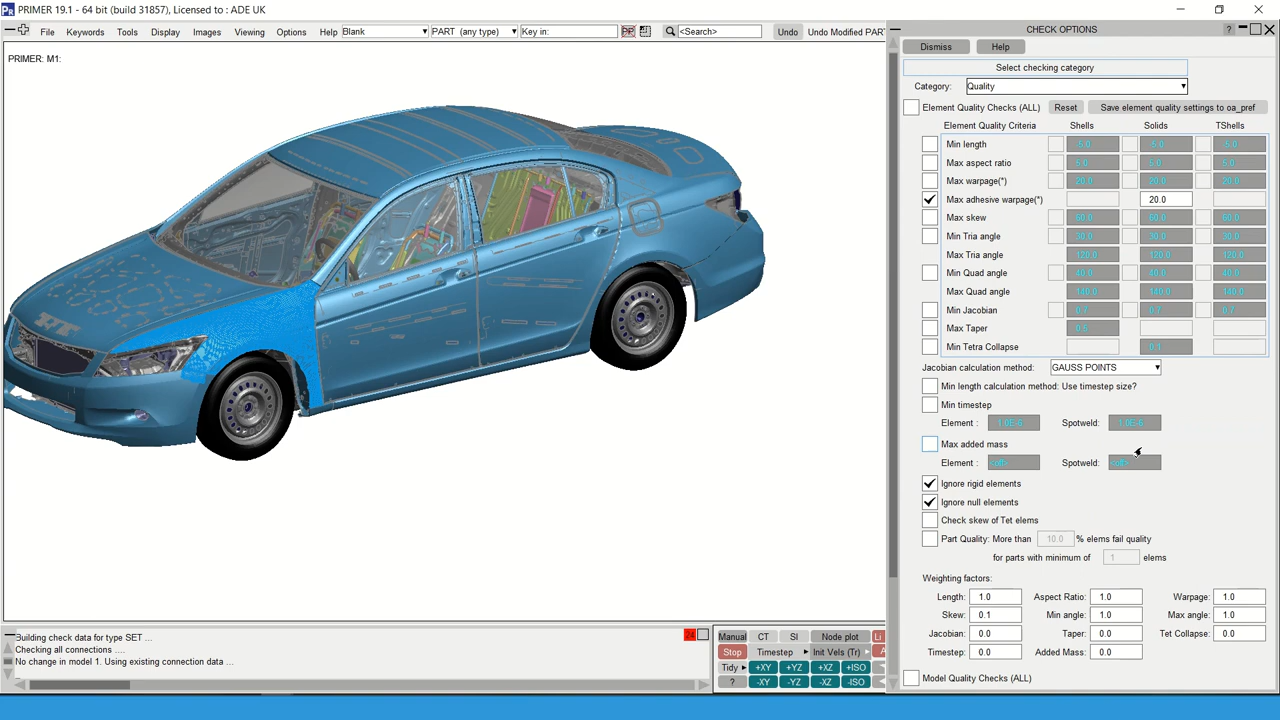 PRIMER 19.1 - 64 bit (build 31857), Licensed to : ADE UK
File Keywords Tools Display Images Viewing Options Help Blank PART (any type) Key in: <Search> Undo Undo Modified PAR
PRIMER: M1:
CHECK OPTIONS
?
Dismiss Help
Select checking category
Category: Quality
Element Quality Checks (ALL) Reset Save element quality settings to oa_pref
Element Quality Criteria Shells Solids TShells
Min length -5.0 -5.0 -5.0
Max aspect ratio 5.0 5.0 5.0
Max warpage(*) 20.0 20.0 20.0
Max adhesive warpage(*) 20.0
Max skew 60.0 60.0 60.0
Min Tria angle 30.0 30.0 30.0
Max Tria angle 120.0 120.0 120.0
Min Quad angle 40.0 40.0 40.0
Max Quad angle 140.0 140.0 140.0
Min Jacobian 0.7 0.7 0.7
Max Taper 0.5
Min Tetra Collapse 0.1
Jacobian calculation method: GAUSS POINTS
Min length calculation method: Use timestep size?
Min timestep
Element : 1.0E-6 Spotweld: 1.0E-6
Max added mass
Element : <off> Spotweld: <off>
Ignore rigid elements
Ignore null elements
Check skew of Tet elems
Part Quality: More than 10.0 % elems fail quality
for parts with minimum of 1 elems
Weighting factors:
Length: 1.0 Aspect Ratio: 1.0 Warpage: 1.0
Skew: 0.1 Min angle: 1.0 Max angle: 1.0
Jacobian: 0.0 Taper: 0.0 Tet Collapse: 0.0
Timestep: 0.0 Added Mass: 0.0
Model Quality Checks (ALL)
Building check data for type SET ...
Checking all connections ....
No change in model 1. Using existing connection data ...
24
Manual CT SI Node plot Li
Stop Timestep Init Vels (Tr) A
Tidy +XY +YZ +XZ +ISO
? -XY -YZ -XZ -ISO